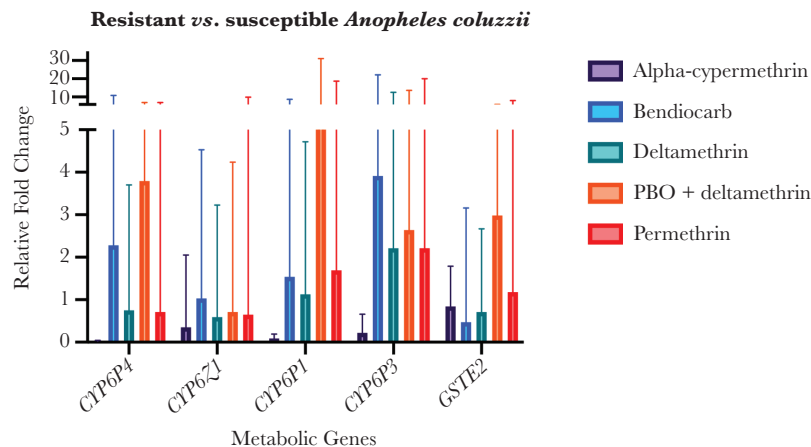 Resistant vs. susceptible Anopheles coluzzii
Relative Fold Change
30
20
10
5
4
3
2
1
0
CYP6P4
CYP6Z1
CYP6P1
CYP6P3
GSTE2
Metabolic Genes
Alpha-cypermethrin
Bendiocarb
Deltamethrin
PBO + deltamethrin
Permethrin